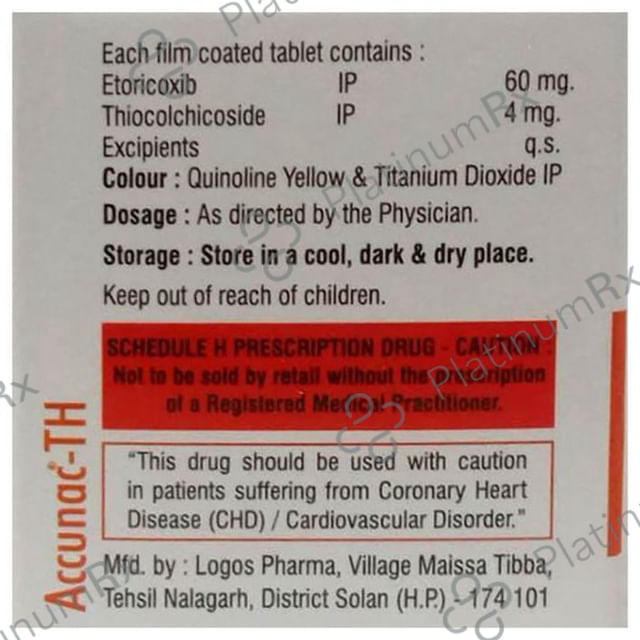 Each film coated tablet contains :
Etoricoxib IP 60 mg.
Thiocolchicoside IP 4 mg.
Excipients q.s.
Colour : Quinoline Yellow & Titanium Dioxide IP
Dosage : As directed by the Physician.
Storage : Store in a cool, dark & dry place.
Keep out of reach of children.
SCHEDULE H PRESCRIPTION DRUG - CAUTION :
Not to be sold by retail without the prescription
of a Registered Medical Practitioner.
"This drug should be used with caution
in patients suffering from Coronary Heart
Disease (CHD) / Cardiovascular Disorder."
Mfd. by : Logos Pharma, Village Maissa Tibba,
Tehsil Nalagarh, District Solan (H.P.) - 174 101
Accunac-TH
PlatinumRx
PlatinumRx
PlatinumRx